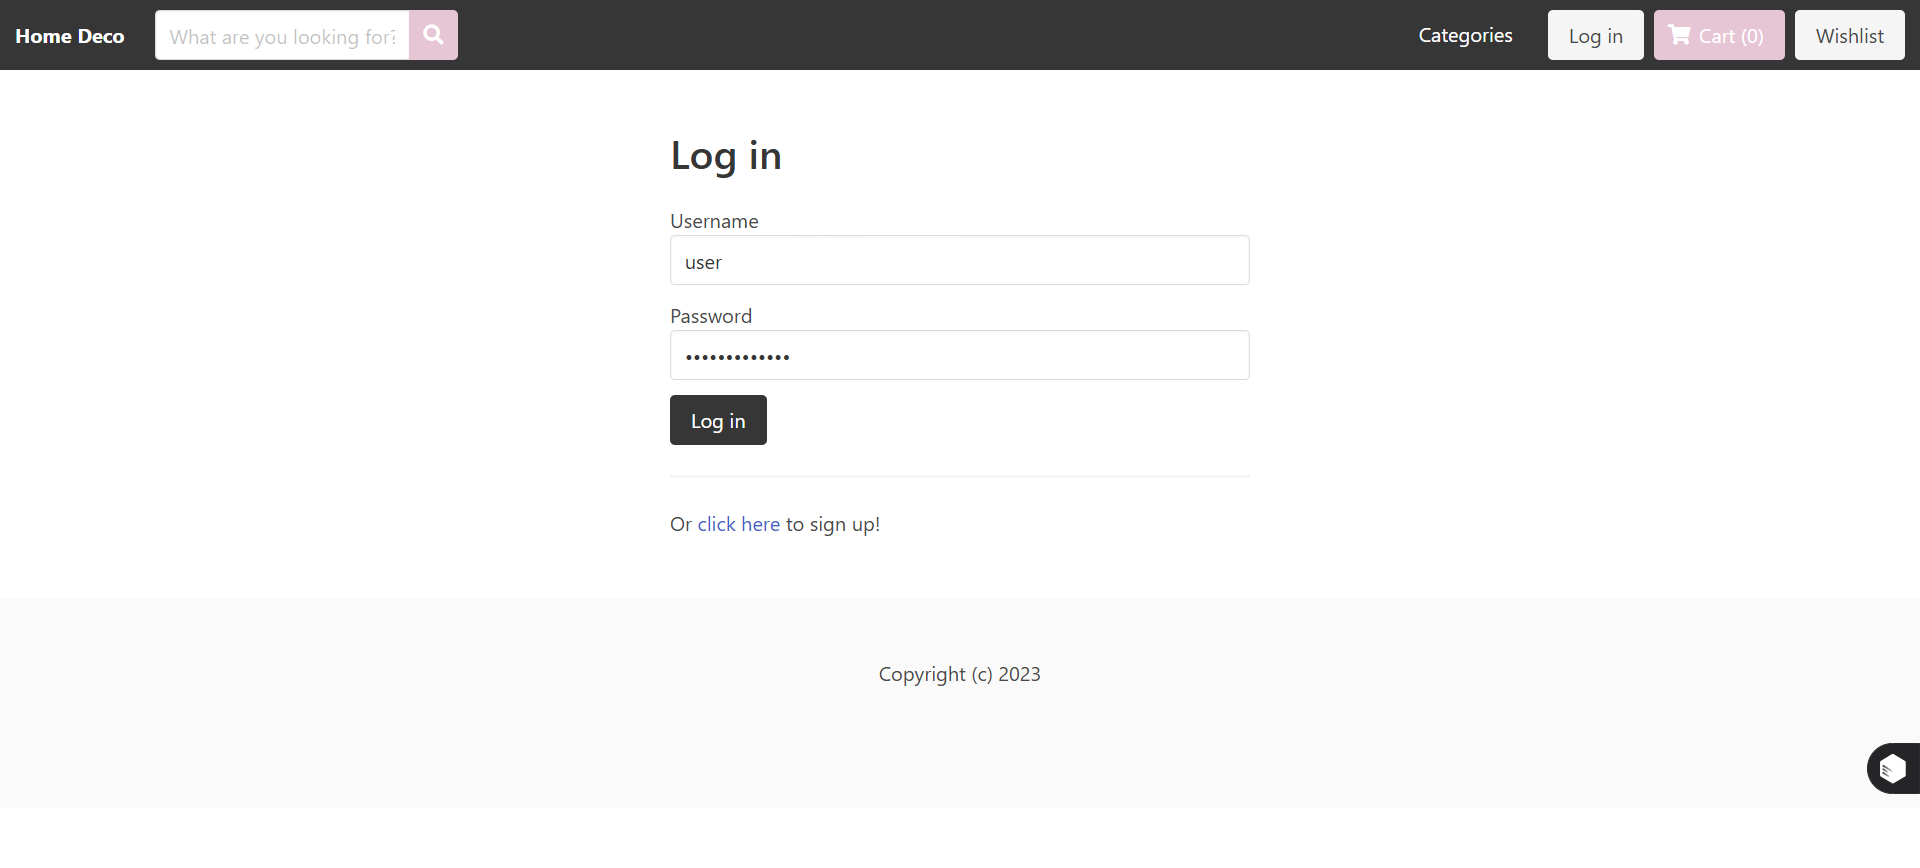 Home Deco
What are you looking for?
Categories
Log in
Cart (0)
Wishlist
Log in
Username
user
Password
•••••••••••••
Log in
Or click here to sign up!
Copyright (c) 2023